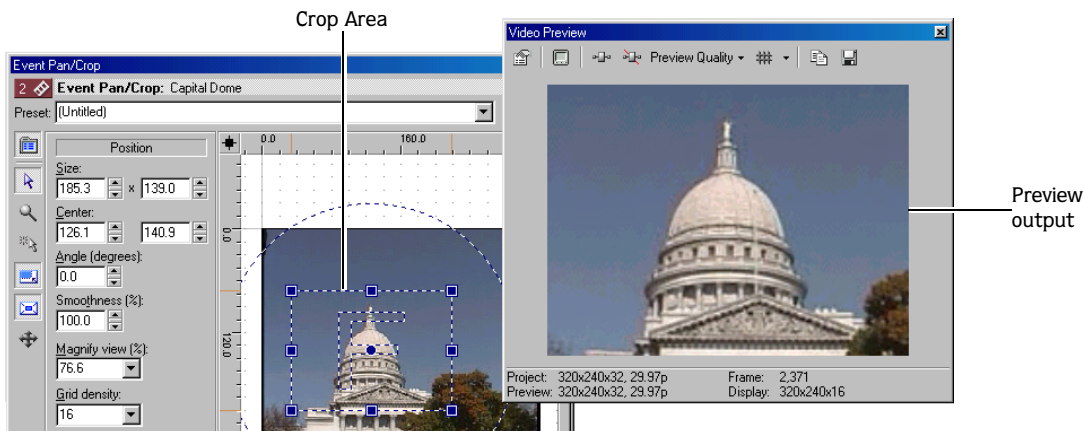 Crop Area
Event Pan/Crop
2 Event Pan/Crop: Capital Dome
Preset: (Untitled)
Position
Size:
185.3 x 139.0
Center:
126.1 140.9
Angle (degrees):
0.0
Smoothness (%):
100.0
Magnify view (%):
76.6
Grid density:
16
0.0 160.0
0.0
120.0
Video Preview
Preview Quality
Project: 320x240x32, 29.97p Frame: 2,371
Preview: 320x240x32, 29.97p Display: 320x240x16
Preview
output